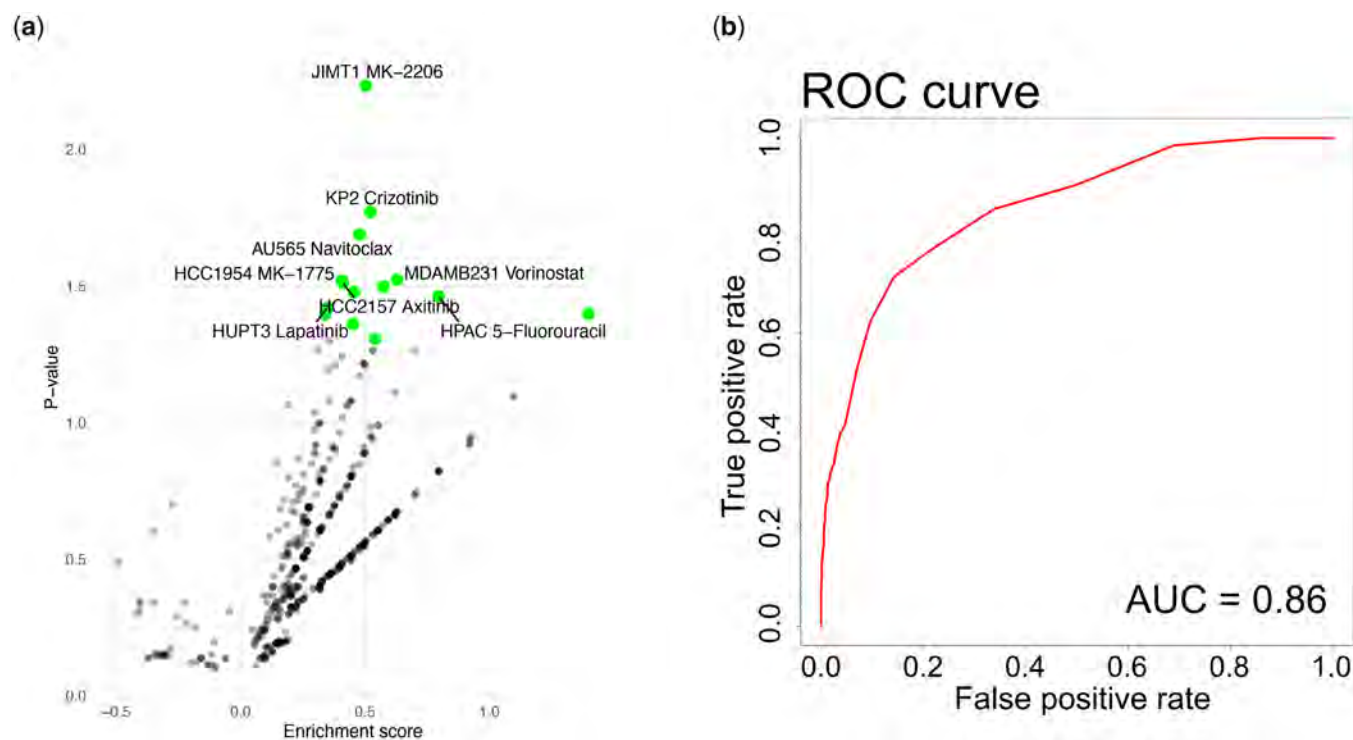 (a)
JIMT1 MK−2206
2.0
KP2 Crizotinib
AU565 Navitoclax
HCC1954 MK−1775
MDAMB231 Vorinostat
1.5
HCC2157 Axitinib
HUPT3 Lapatinib
HPAC 5−Fluorouracil
P−value
1.0
0.5
0.0
−0.5
0.0
0.5
1.0
Enrichment score
(b)
ROC curve
1.0
0.8
0.6
0.4
0.2
0.0
True positive rate
AUC = 0.86
0.0
0.2
0.4
0.6
0.8
1.0
False positive rate